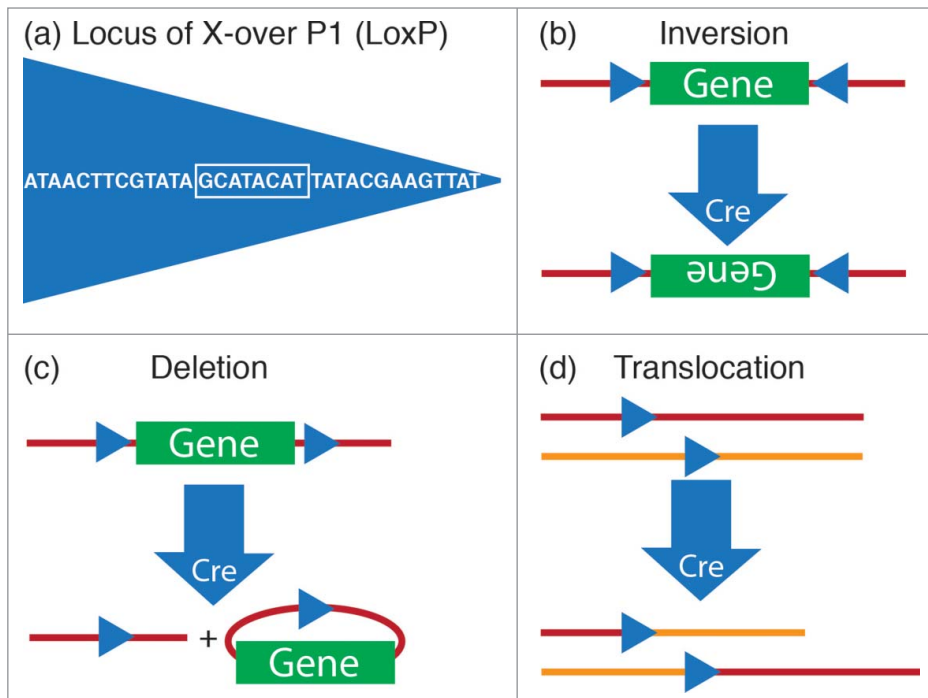 (a) Locus of X-over P1 (LoxP)
ATAACTTCGTATA GCATACAT TATACGAAGTTAT
(b) Inversion
Gene
Cre
Gene
(c) Deletion
Gene
Cre
+
Gene
(d) Translocation
Cre